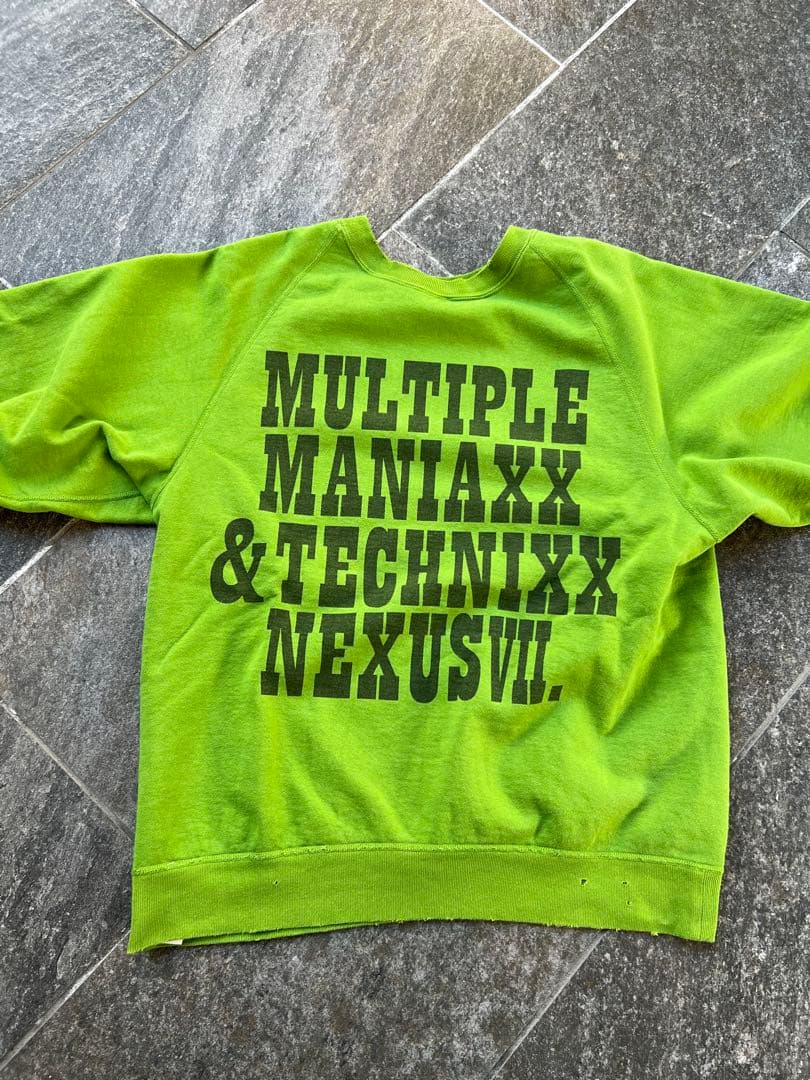 MULTIPLE
MANIAXX
& TECHNIXX
NEXUSVII.